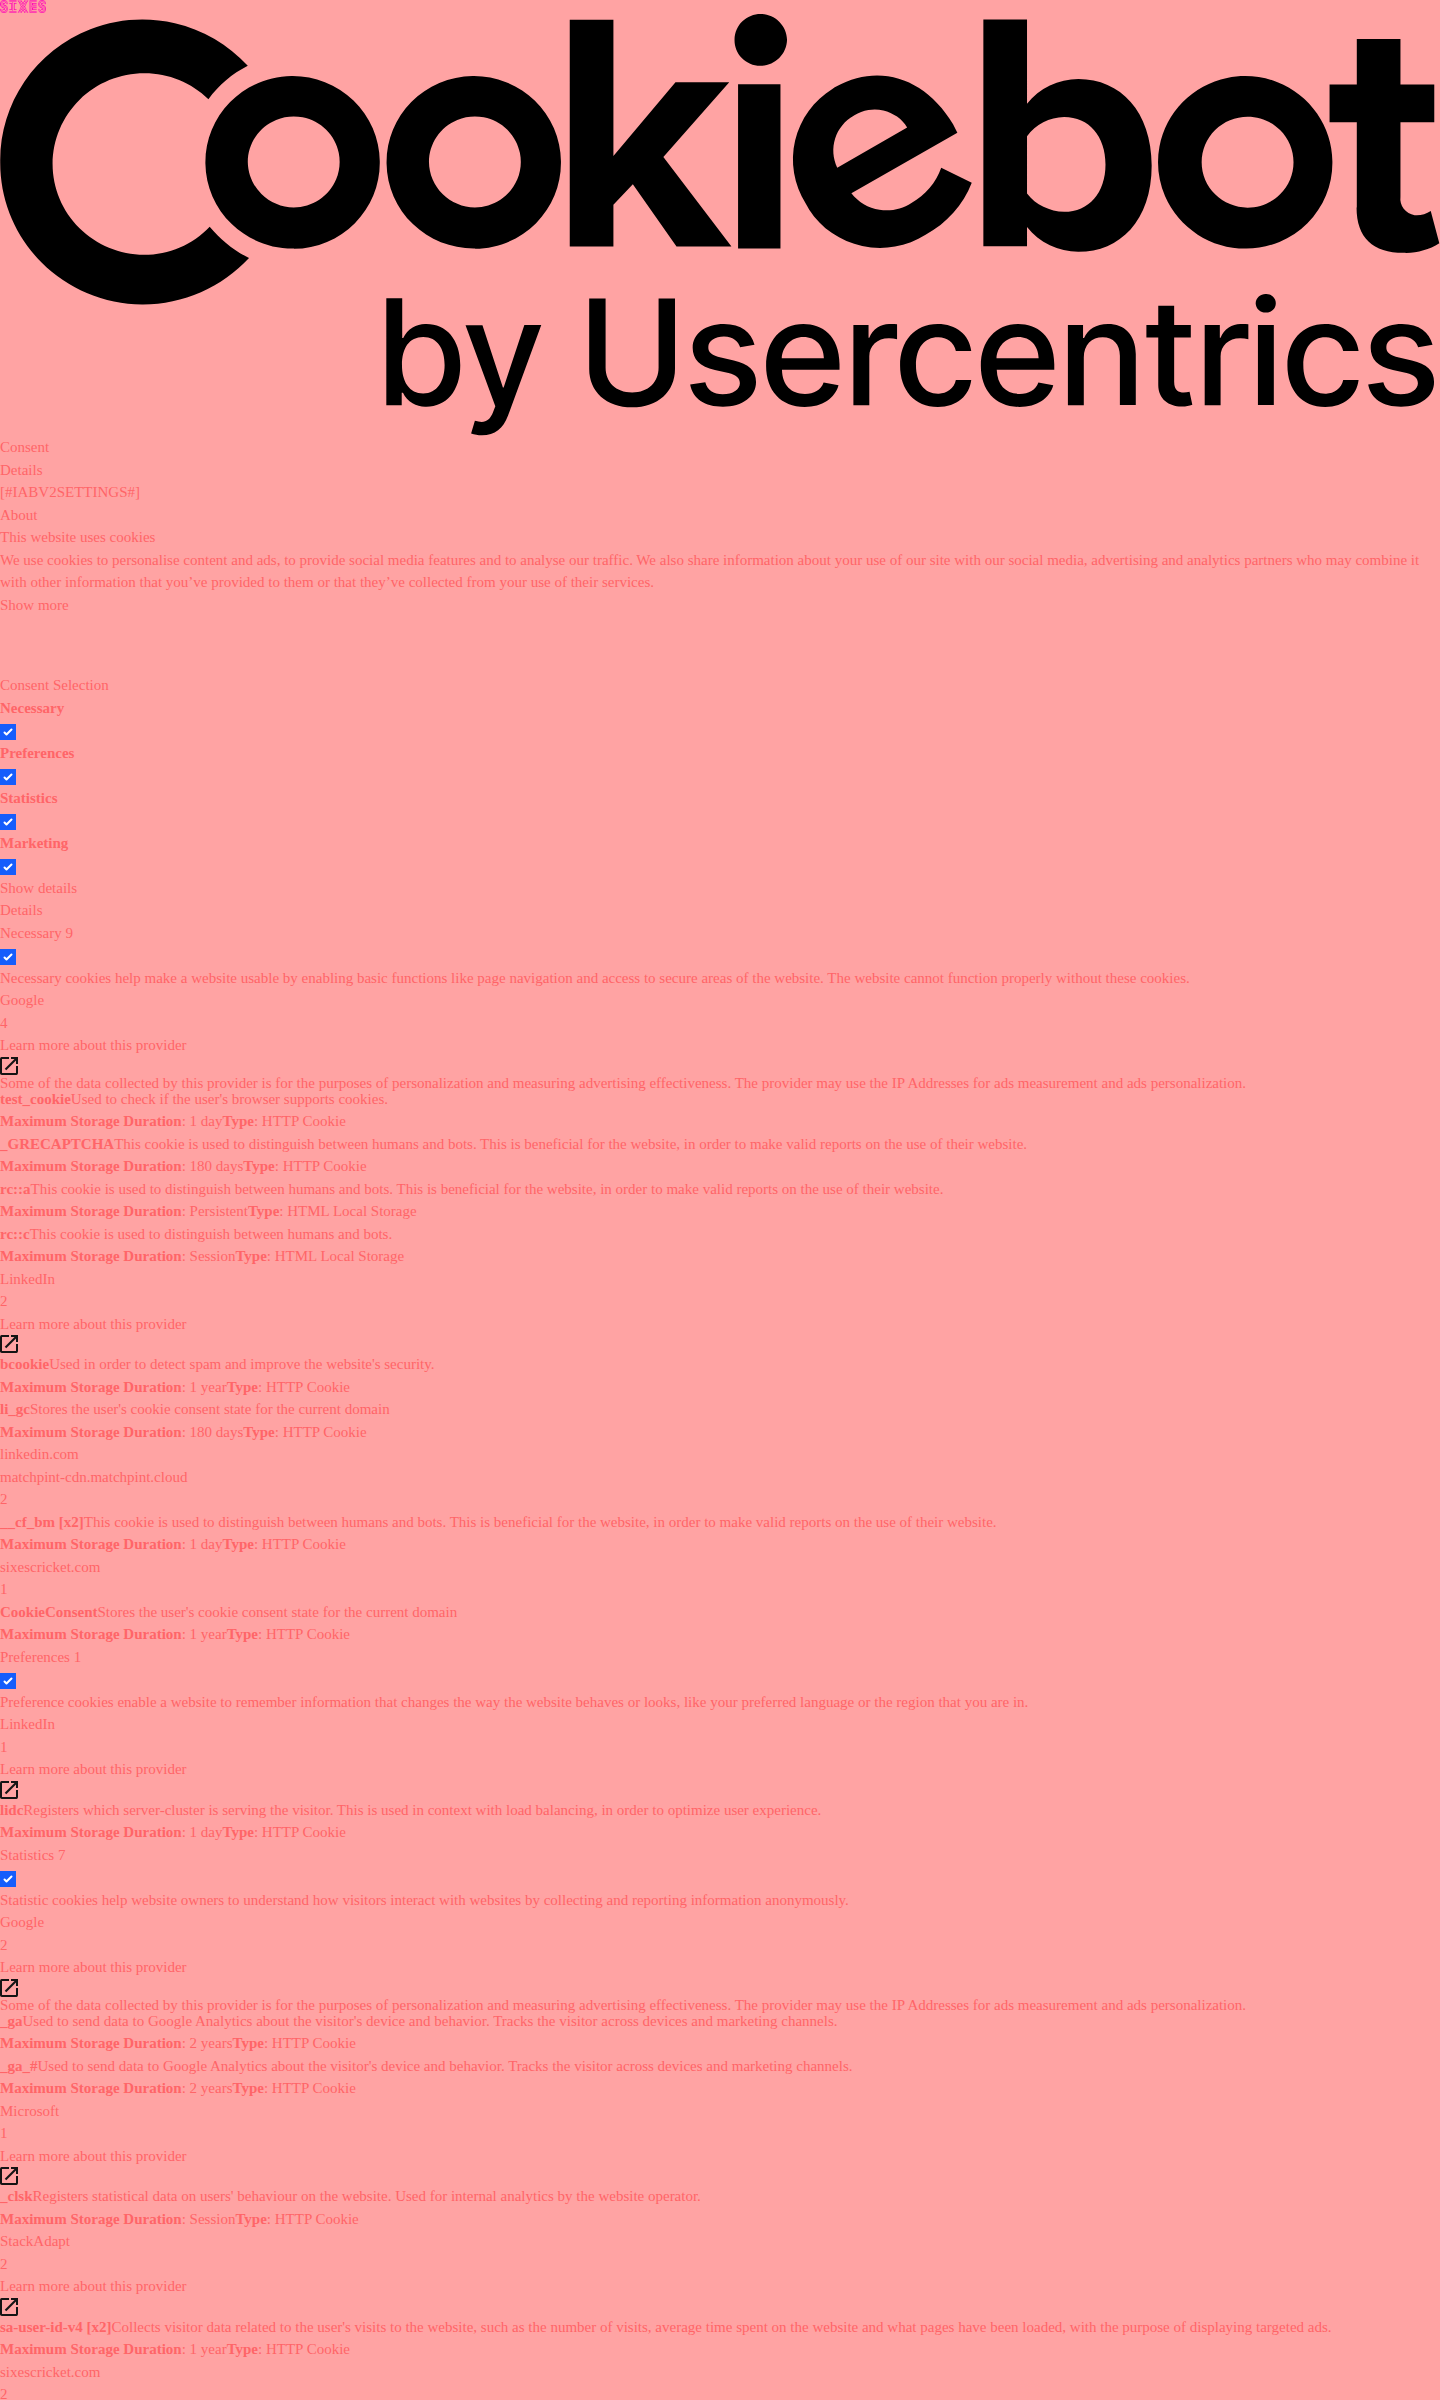 SIXES
Cookiebot
by Usercentrics
Consent
Details
[#IABV2SETTINGS#]
About
This website uses cookies
We use cookies to personalise content and ads, to provide social media features and to analyse our traffic. We also share information about your use of our site with our social media, advertising and analytics partners who may combine it
with other information that you’ve provided to them or that they’ve collected from your use of their services.
Show more
Consent Selection
Necessary
Preferences
Statistics
Marketing
Show details
Details
Necessary 9
Necessary cookies help make a website usable by enabling basic functions like page navigation and access to secure areas of the website. The website cannot function properly without these cookies.
Google
4
Learn more about this provider
Some of the data collected by this provider is for the purposes of personalization and measuring advertising effectiveness. The provider may use the IP Addresses for ads measurement and ads personalization.
test_cookieUsed to check if the user's browser supports cookies.
Maximum Storage Duration: 1 dayType: HTTP Cookie
_GRECAPTCHAThis cookie is used to distinguish between humans and bots. This is beneficial for the website, in order to make valid reports on the use of their website.
Maximum Storage Duration: 180 daysType: HTTP Cookie
rc::aThis cookie is used to distinguish between humans and bots. This is beneficial for the website, in order to make valid reports on the use of their website.
Maximum Storage Duration: PersistentType: HTML Local Storage
rc::cThis cookie is used to distinguish between humans and bots.
Maximum Storage Duration: SessionType: HTML Local Storage
LinkedIn
2
Learn more about this provider
bcookieUsed in order to detect spam and improve the website's security.
Maximum Storage Duration: 1 yearType: HTTP Cookie
li_gcStores the user's cookie consent state for the current domain
Maximum Storage Duration: 180 daysType: HTTP Cookie
linkedin.com
matchpint-cdn.matchpint.cloud
2
__cf_bm [x2]This cookie is used to distinguish between humans and bots. This is beneficial for the website, in order to make valid reports on the use of their website.
Maximum Storage Duration: 1 dayType: HTTP Cookie
sixescricket.com
1
CookieConsentStores the user's cookie consent state for the current domain
Maximum Storage Duration: 1 yearType: HTTP Cookie
Preferences 1
Preference cookies enable a website to remember information that changes the way the website behaves or looks, like your preferred language or the region that you are in.
LinkedIn
1
Learn more about this provider
lidcRegisters which server-cluster is serving the visitor. This is used in context with load balancing, in order to optimize user experience.
Maximum Storage Duration: 1 dayType: HTTP Cookie
Statistics 7
Statistic cookies help website owners to understand how visitors interact with websites by collecting and reporting information anonymously.
Google
2
Learn more about this provider
Some of the data collected by this provider is for the purposes of personalization and measuring advertising effectiveness. The provider may use the IP Addresses for ads measurement and ads personalization.
_gaUsed to send data to Google Analytics about the visitor's device and behavior. Tracks the visitor across devices and marketing channels.
Maximum Storage Duration: 2 yearsType: HTTP Cookie
_ga_#Used to send data to Google Analytics about the visitor's device and behavior. Tracks the visitor across devices and marketing channels.
Maximum Storage Duration: 2 yearsType: HTTP Cookie
Microsoft
1
Learn more about this provider
_clskRegisters statistical data on users' behaviour on the website. Used for internal analytics by the website operator.
Maximum Storage Duration: SessionType: HTTP Cookie
StackAdapt
2
Learn more about this provider
sa-user-id-v4 [x2]Collects visitor data related to the user's visits to the website, such as the number of visits, average time spent on the website and what pages have been loaded, with the purpose of displaying targeted ads.
Maximum Storage Duration: 1 yearType: HTTP Cookie
sixescricket.com
2